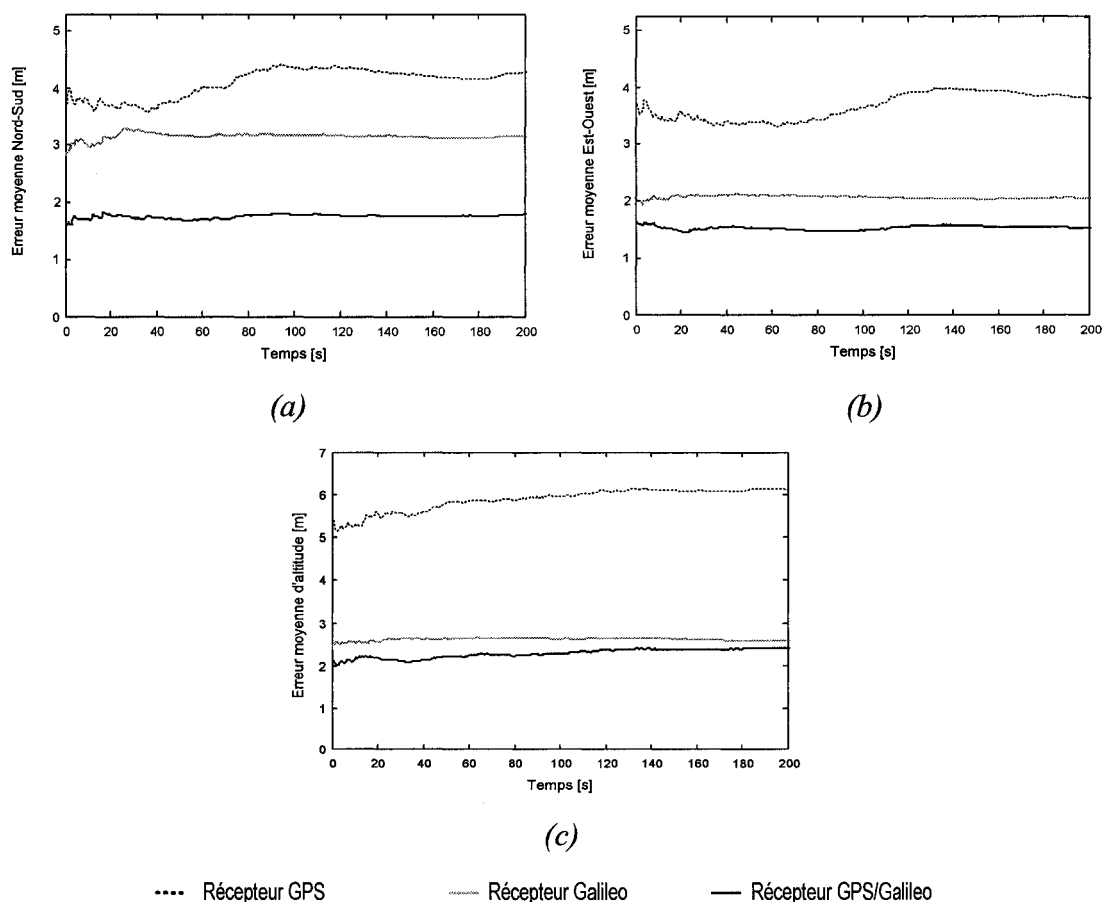 Erreur moyenne Nord-Sud [m]
5
4
3
2
1
0
0 20 40 60 80 100 120 140 160 180 200
Temps [s]
(a)
Erreur moyenne Est-Ouest [m]
5
4
3
2
1
0
0 20 40 60 80 100 120 140 160 180 200
Temps [s]
(b)
Erreur moyenne d'altitude [m]
7
6
5
4
3
2
1
0
0 20 40 60 80 100 120 140 160 180 200
Temps [s]
(c)
Récepteur GPS Récepteur Galileo Récepteur GPS/Galileo